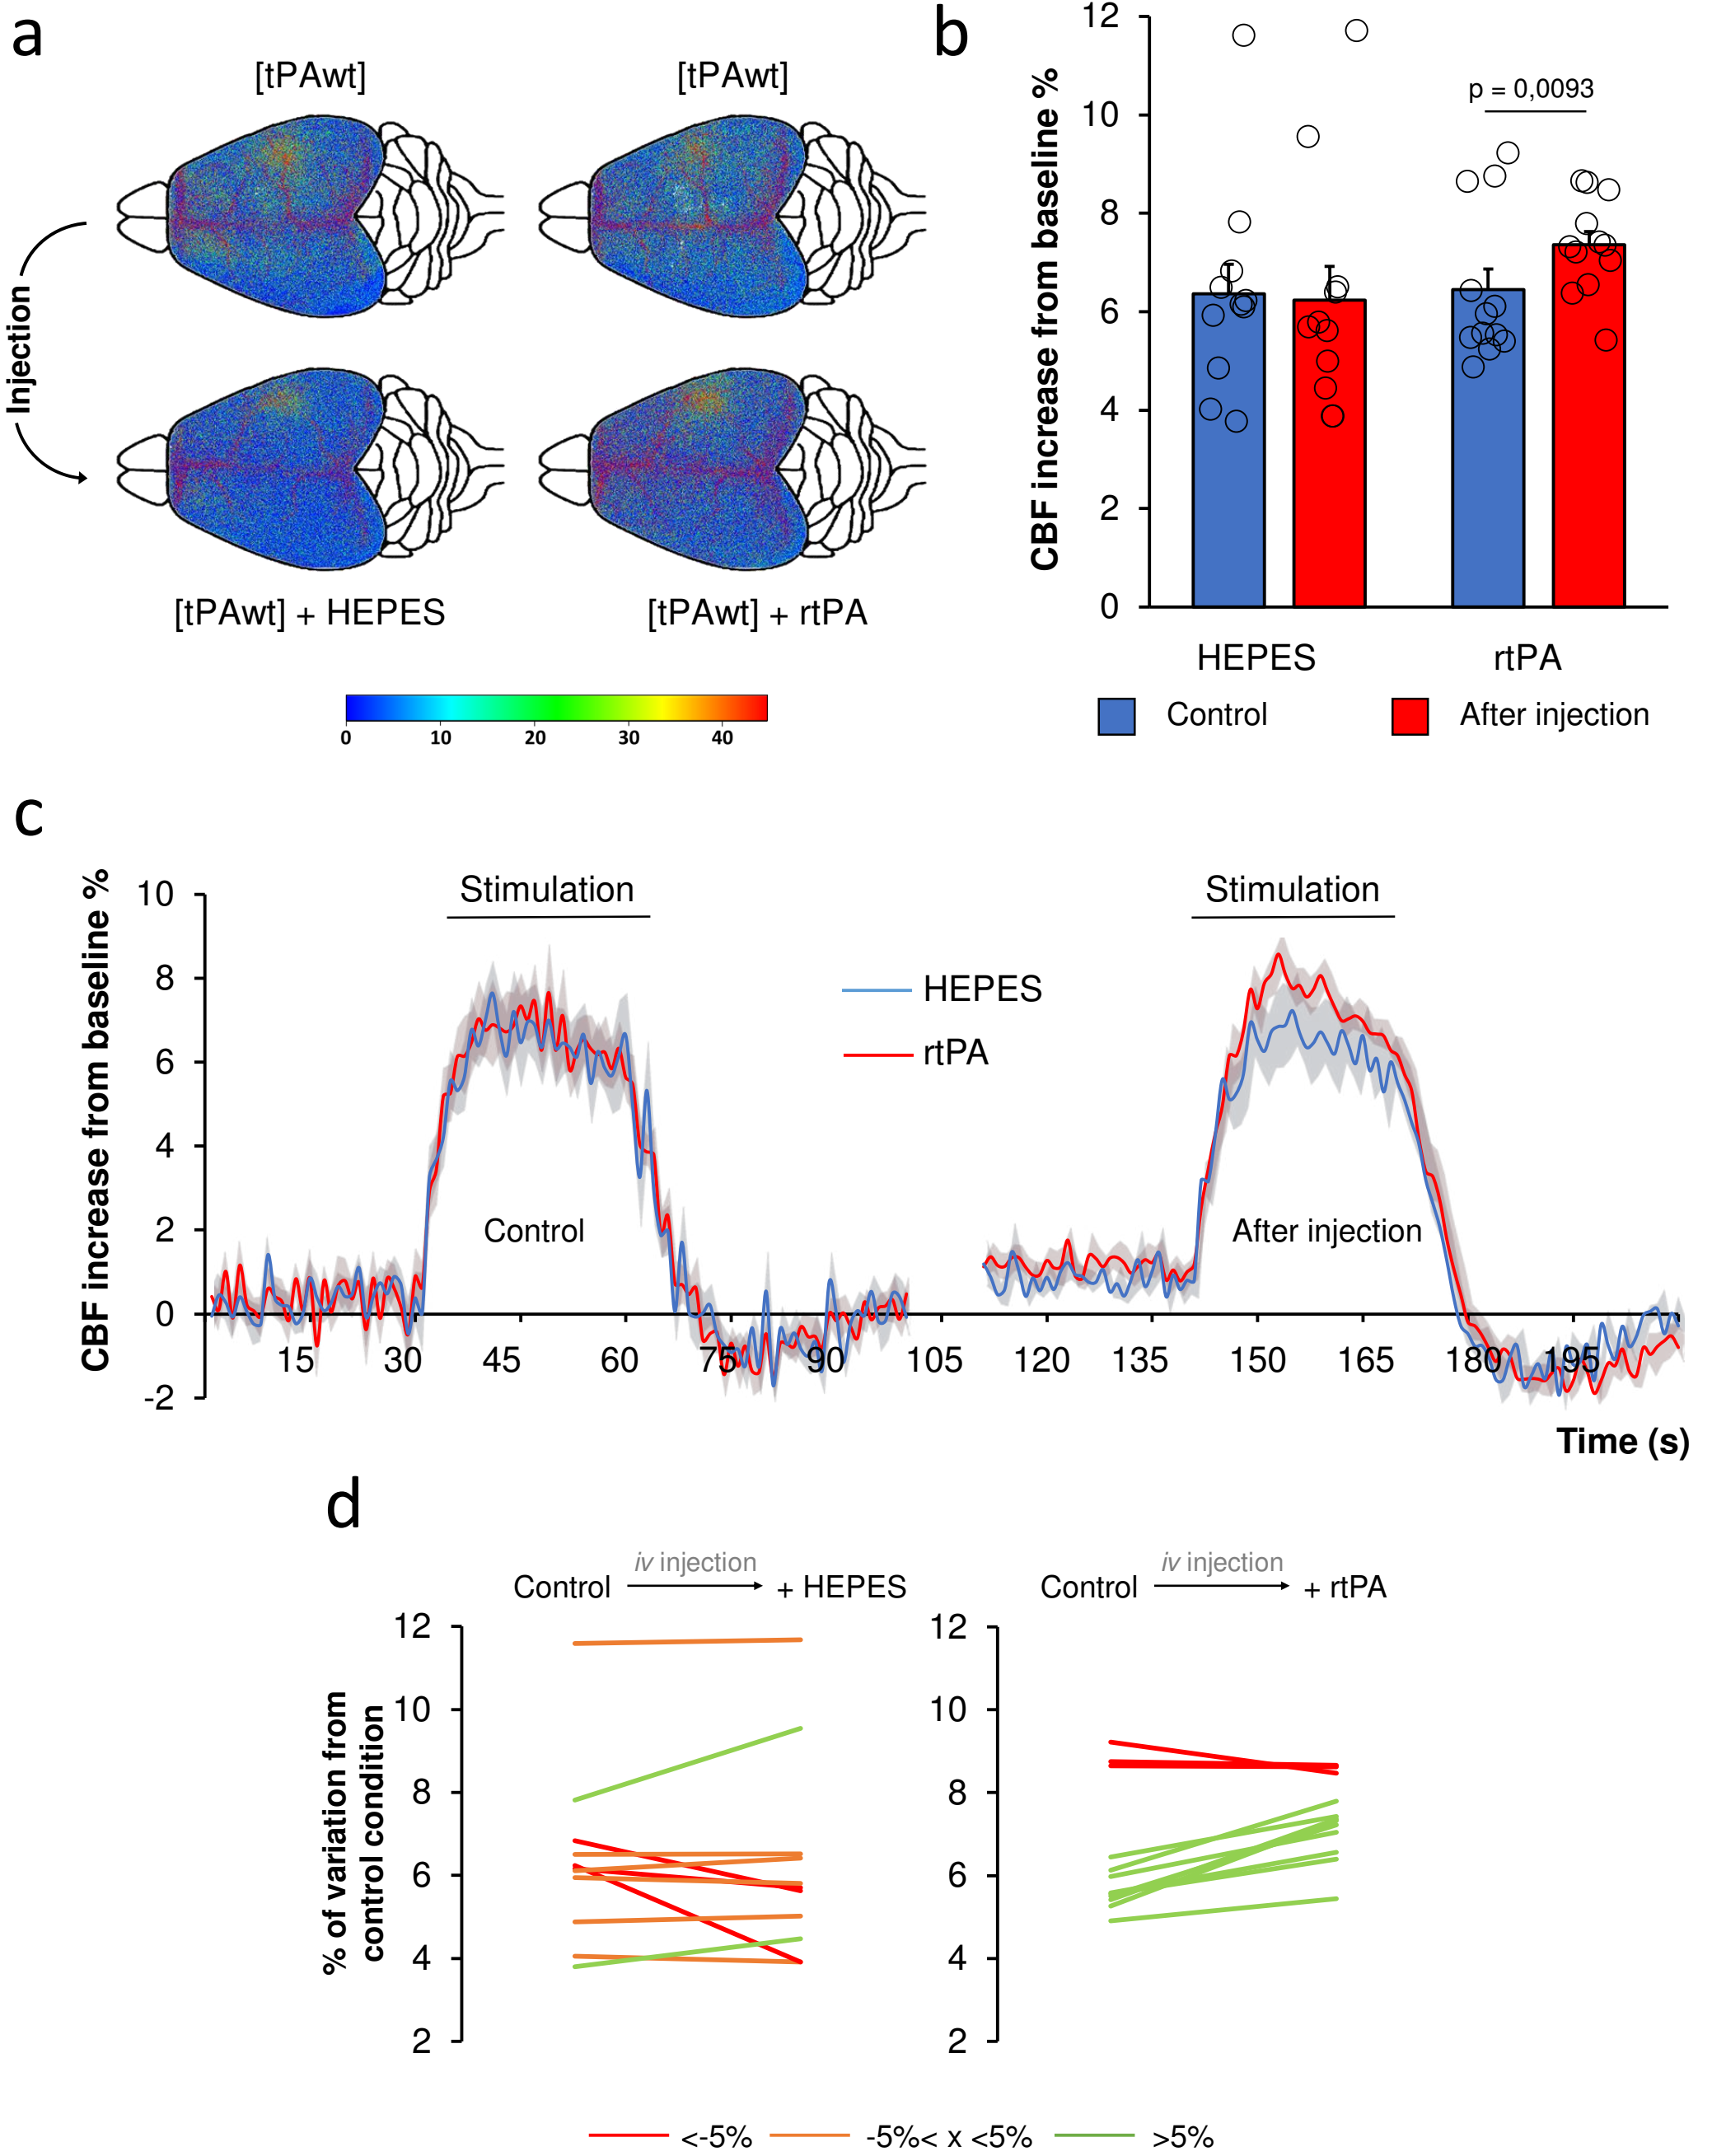 a
[tPAwt]
[tPAwt]
Injection
[tPAwt] + HEPES
[tPAwt] + rtPA
0
10
20
30
40
b
CBF increase from baseline %
12
10
8
6
4
2
0
p = 0,0093
HEPES
rtPA
Control
After injection
c
CBF increase from baseline %
10
8
6
4
2
0
-2
Stimulation
Stimulation
HEPES
rtPA
Control
After injection
15
30
45
60
75
90
105
120
135
150
165
180
195
Time (s)
d
Control
iv injection
+ HEPES
Control
iv injection
+ rtPA
% of variation from
control condition
12
10
8
6
4
2
12
10
8
6
4
2
<-5%
-5%< x <5%
>5%